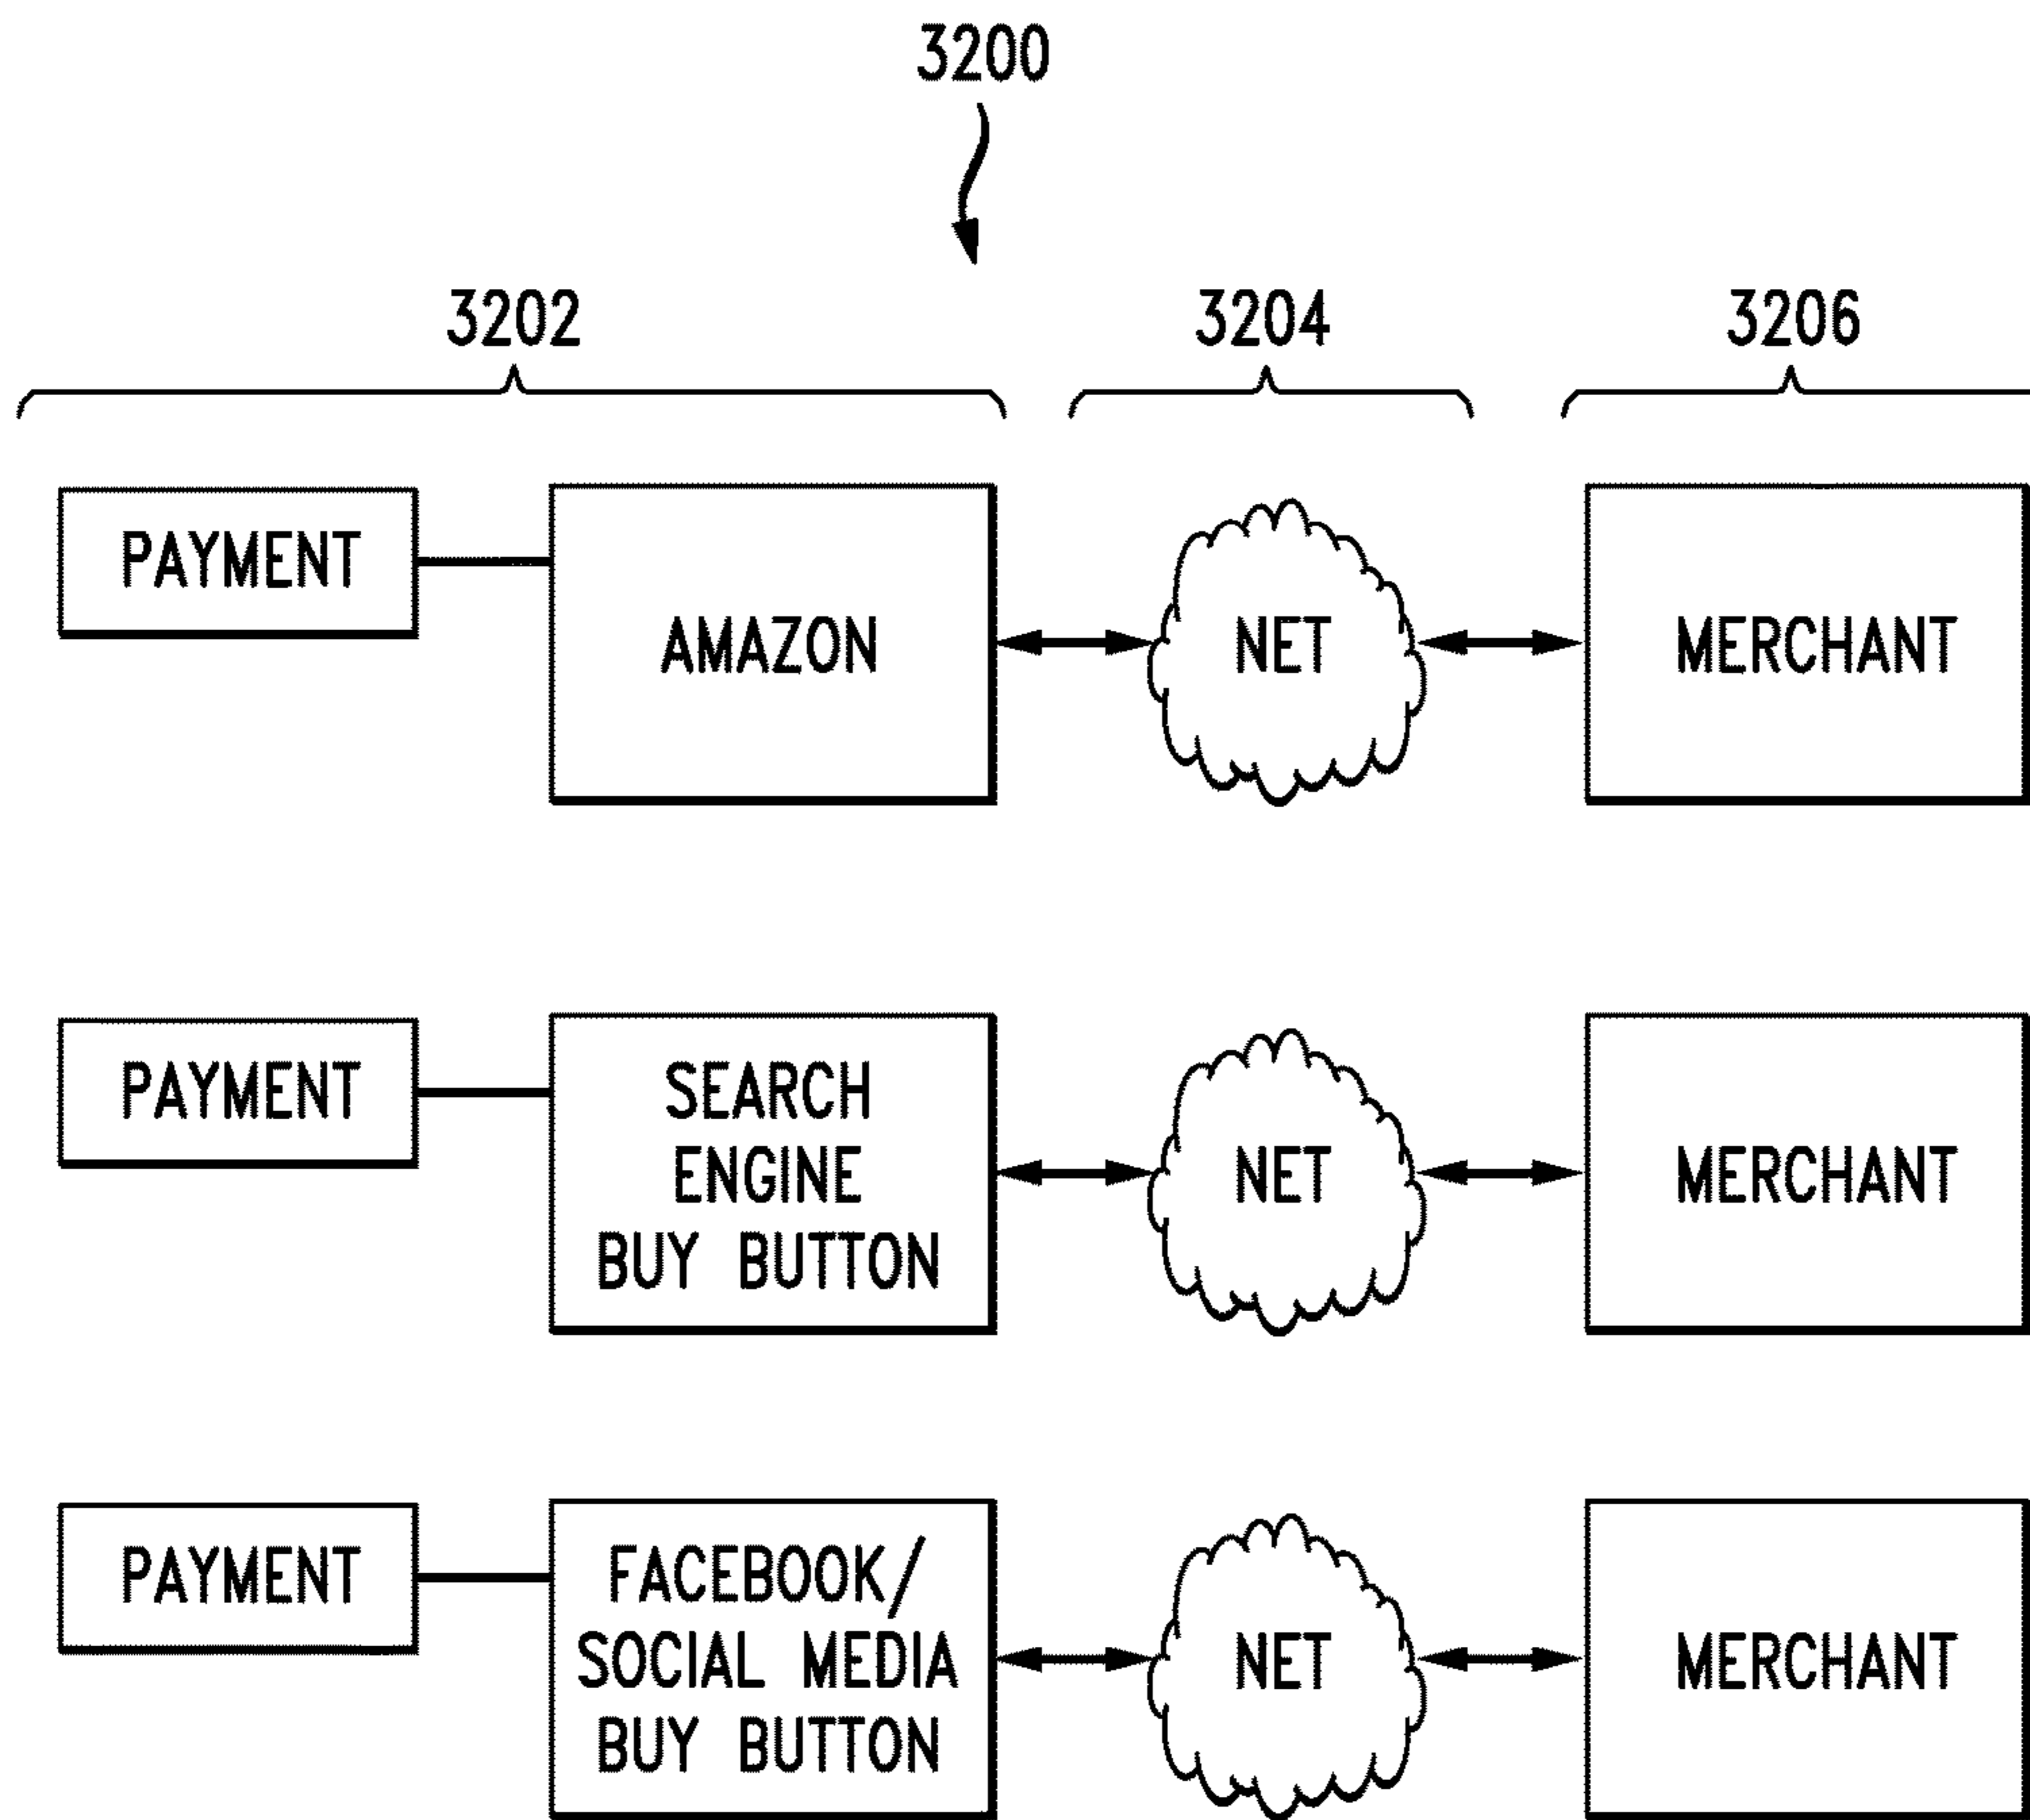 3200
3202
3204
3206
PAYMENT
AMAZON
NET
MERCHANT
PAYMENT
SEARCH
ENGINE
BUY BUTTON
NET
MERCHANT
PAYMENT
FACEBOOK/
SOCIAL MEDIA
BUY BUTTON
NET
MERCHANT